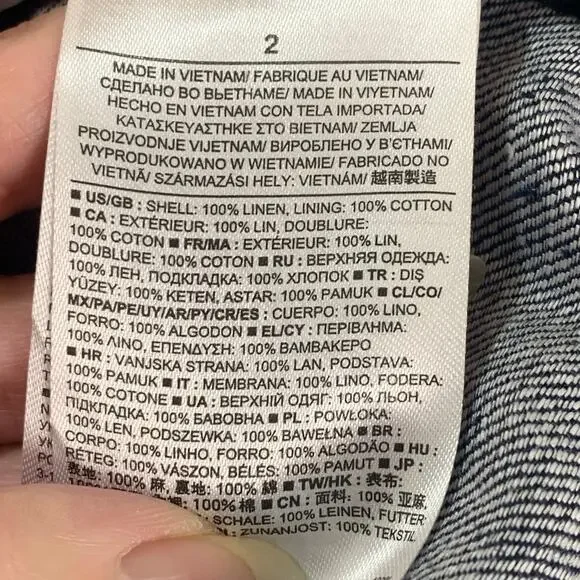 2
MADE IN VIETNAM/ FABRIQUE AU VIETNAM/
СДЕЛАНО ВО ВЬЕТНАМЕ/ MADE IN VIYETNAM/
HECHO EN VIETNAM CON TELA IMPORTADA/
ΚΑΤΑΣΚΕΥΑΣΤΗΚΕ ΣΤΟ ΒΙΕΤΝΑΜ/ ZEMLJA
PROIZVODNJE VIJETNAM/ ВИРОБЛЕНО У В'ЄТНАМІ/
WYPRODUKOWANO W WIETNAMIE/ FABRICADO NO
VIETNÃ/ SZÁRMAZÁSI HELY: VIETNÁM/ 越南製造
■ US/GB : SHELL: 100% LINEN, LINING: 100% COTTON
■ CA : EXTÉRIEUR: 100% LIN, DOUBLURE:
100% COTON ■ FR/MA : EXTÉRIEUR: 100% LIN,
DOUBLURE: 100% COTON ■ RU : ВЕРХНЯЯ ОДЕЖДА:
100% ЛЕН, ПОДКЛАДКА: 100% ХЛОПОК ■ TR : DIŞ
YÜZEY: 100% KETEN, ASTAR: 100% PAMUK ■ CL/CO/
MX/PA/PE/UY/AR/PY/CR/ES : CUERPO: 100% LINO,
FORRO: 100% ALGODON ■ EL/CY : ΠΕΡΙΒΛΗΜΑ:
100% ΛΙΝΟ, ΕΠΕΝΔΥΣΗ: 100% ΒΑΜΒΑΚΕΡΟ
■ HR : VANJSKA STRANA: 100% LAN, PODSTAVA:
100% PAMUK ■ IT : MEMBRANA: 100% LINO, FODERA:
100% COTONE ■ UA : ВЕРХНІЙ ОДЯГ: 100% ЛЬОН,
ПІДКЛАДКА: 100% БАВОВНА ■ PL : POWŁOKA:
100% LEN, PODSZEWKA: 100% BAWEŁNA ■ BR :
CORPO: 100% LINHO, FORRO: 100% ALGODÃO ■ HU :
RÉTEG: 100% VÁSZON, BÉLÉS: 100% PAMUT ■ JP :
表地: 100% 麻, 裏地: 100% 綿 ■ TW/HK : 表布:
100% 棉 ■ CN : 面料: 100% 亚麻,
/ SCHALE: 100% LEINEN, FUTTER
ZUNANJOST: 100% TEKSTIL